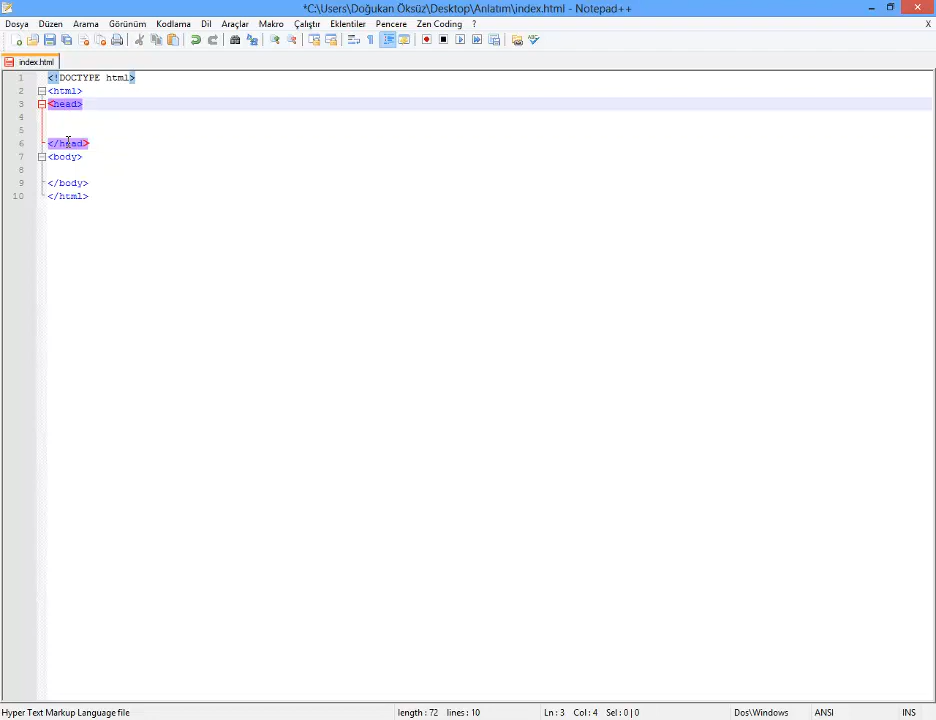 *C:\Users\Doğukan Öksüz\Desktop\Anlatım\index.html - Notepad++
Dosya Düzen Arama Görünüm Kodlama Dil Araçlar Makro Çalıştır Eklentiler Pencere Zen Coding ? X
index.html
1 <!DOCTYPE html>
2 <html>
3 <head>
4
5
6 </head>
7 <body>
8
9 </body>
10 </html>
Hyper Text Markup Language file length : 72 lines : 10 Ln : 3 Col : 4 Sel : 0 | 0 Dos\Windows ANSI INS